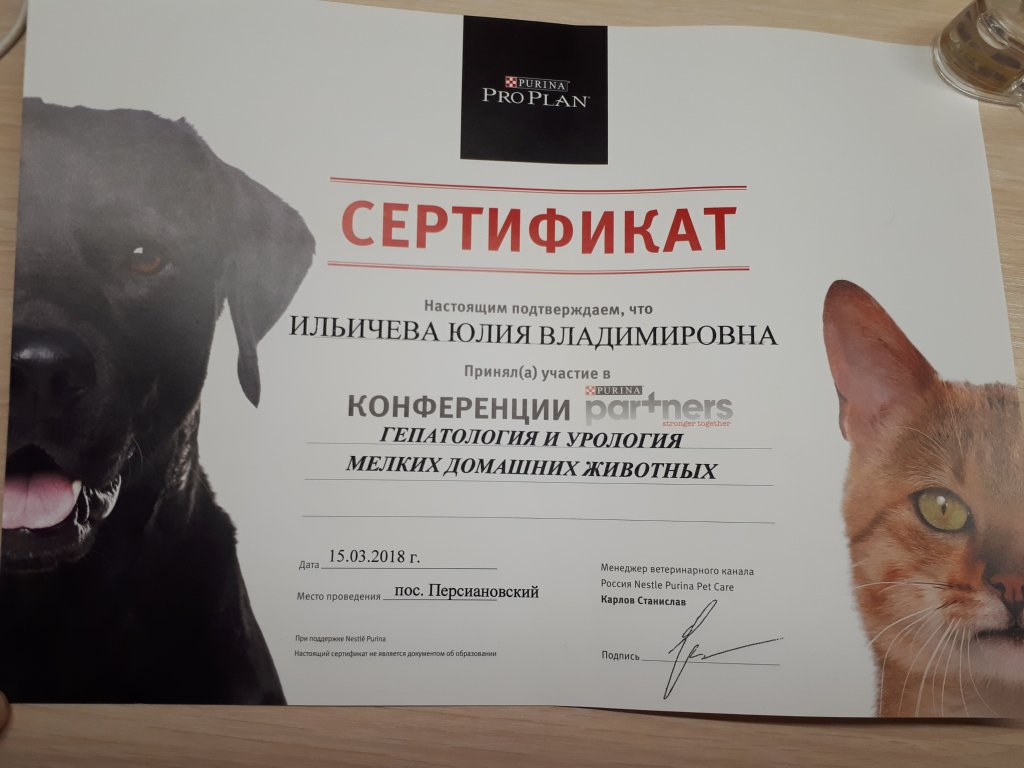 PURINA
PRO PLAN
СЕРТИФИКАТ
Настоящим подтверждаем, что
ИЛЬИЧЕВА ЮЛИЯ ВЛАДИМИРОВНА
Принял(а) участие в
PURINA
КОНФЕРЕНЦИИ partners
stronger together
ГЕПАТОЛОГИЯ И УРОЛОГИЯ
МЕЛКИХ ДОМАШНИХ ЖИВОТНЫХ
Дата 15.03.2018 г.
Место проведения пос. Персиановский
При поддержке Nestlé Purina
Настоящий сертификат не является документом об образовании
Менеджер ветеринарного канала
Россия Nestle Purina Pet Care
Карлов Станислав
Подпись